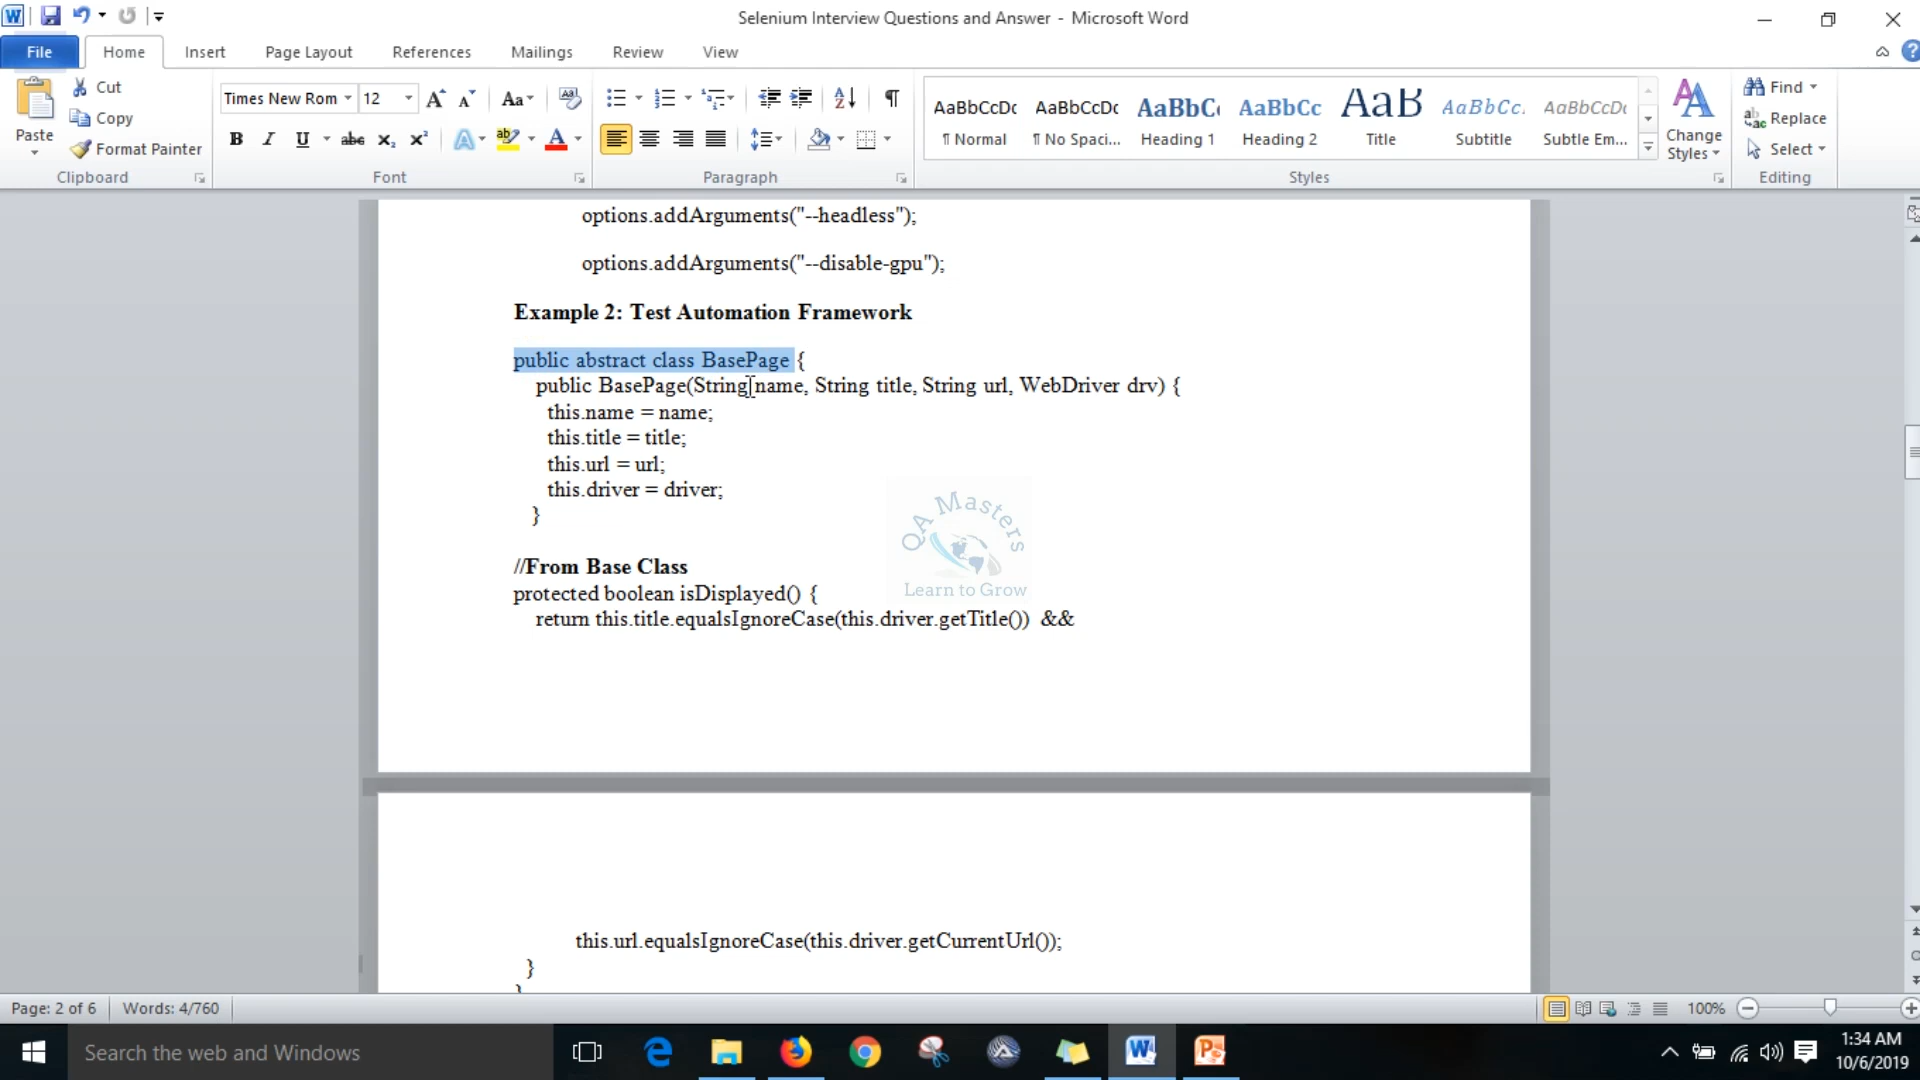 Selenium Interview Questions and Answer - Microsoft Word
File Home Insert Page Layout References Mailings Review View
Paste
Cut
Copy
Format Painter
Clipboard
Times New Rom 12
Font
Paragraph
AaBbCcDc AaBbCcDc AaBbC AaBbCc AaB AaBbCc. AaBbCcDc
¶ Normal ¶ No Spaci... Heading 1 Heading 2 Title Subtitle Subtle Em...
Styles
Change
Styles
Find
Replace
Select
Editing
options.addArguments("--headless");
options.addArguments("--disable-gpu");
Example 2: Test Automation Framework
public abstract class BasePage {
public BasePage(String name, String title, String url, WebDriver drv) {
this.name = name;
this.title = title;
this.url = url;
this.driver = driver;
}
QA Masters
Learn to Grow
//From Base Class
protected boolean isDisplayed() {
return this.title.equalsIgnoreCase(this.driver.getTitle()) &&
this.url.equalsIgnoreCase(this.driver.getCurrentUrl());
}
}
Page: 2 of 6 Words: 4/760 100%
Search the web and Windows
1:34 AM
10/6/2019